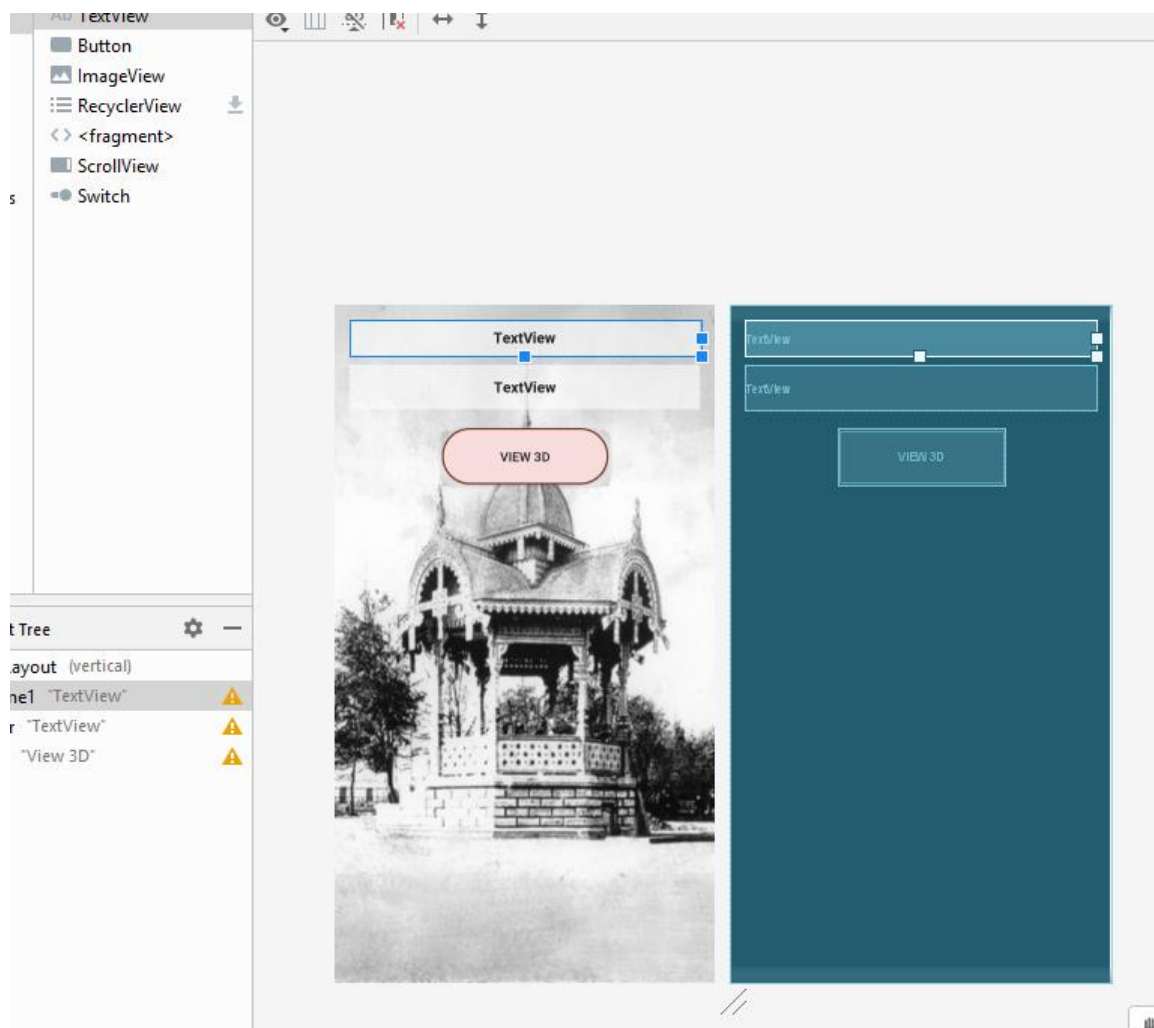 Ab TextView
Button
ImageView
RecyclerView
<fragment>
ScrollView
Switch
s
TextView
TextView
VIEW 3D
TextView
TextView
VIEW 3D
t Tree
.ayout (vertical)
ne1 "TextView"
r "TextView"
"View 3D"